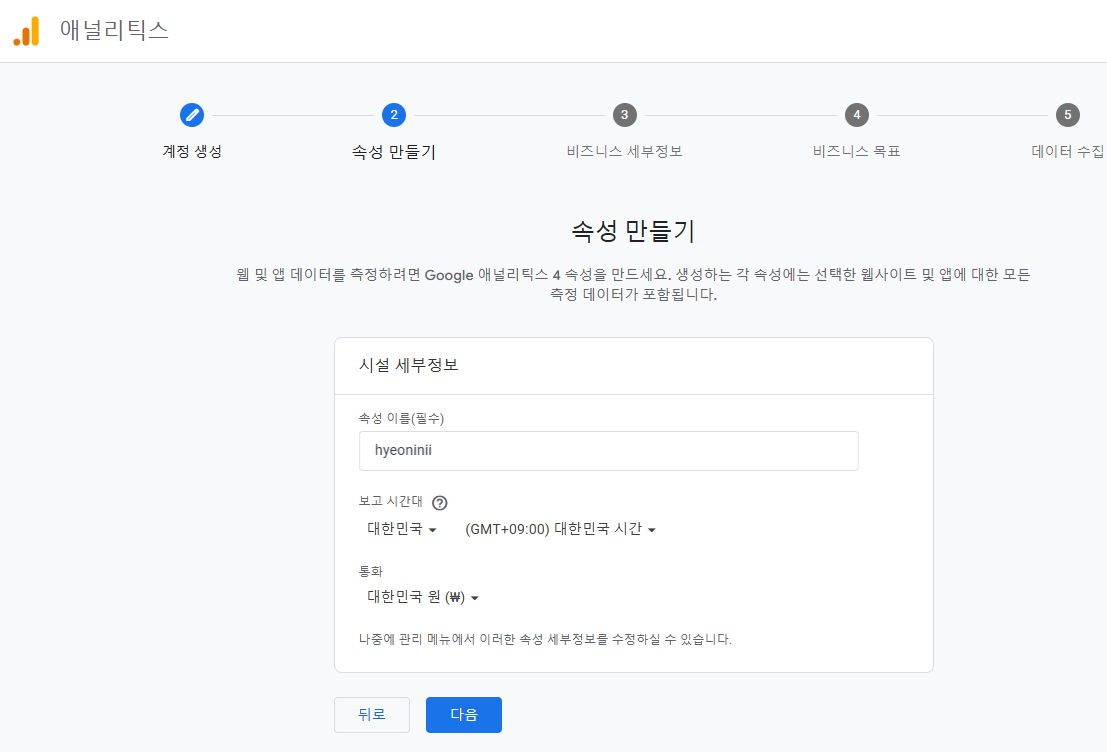 애널리틱스
2
3
4
5
계정 생성
속성 만들기
비즈니스 세부정보
비즈니스 목표
데이터 수집
속성 만들기
웹 및 앱 데이터를 측정하려면 Google 애널리틱스 4 속성을 만드세요. 생성하는 각 속성에는 선택한 웹사이트 및 앱에 대한 모든
측정 데이터가 포함됩니다.
시설 세부정보
속성 이름(필수)
hyeoninii
보고 시간대 ?
대한민국 (GMT+09:00) 대한민국 시간
통화
대한민국 원 (₩)
나중에 관리 메뉴에서 이러한 속성 세부정보를 수정하실 수 있습니다.
뒤로 다음